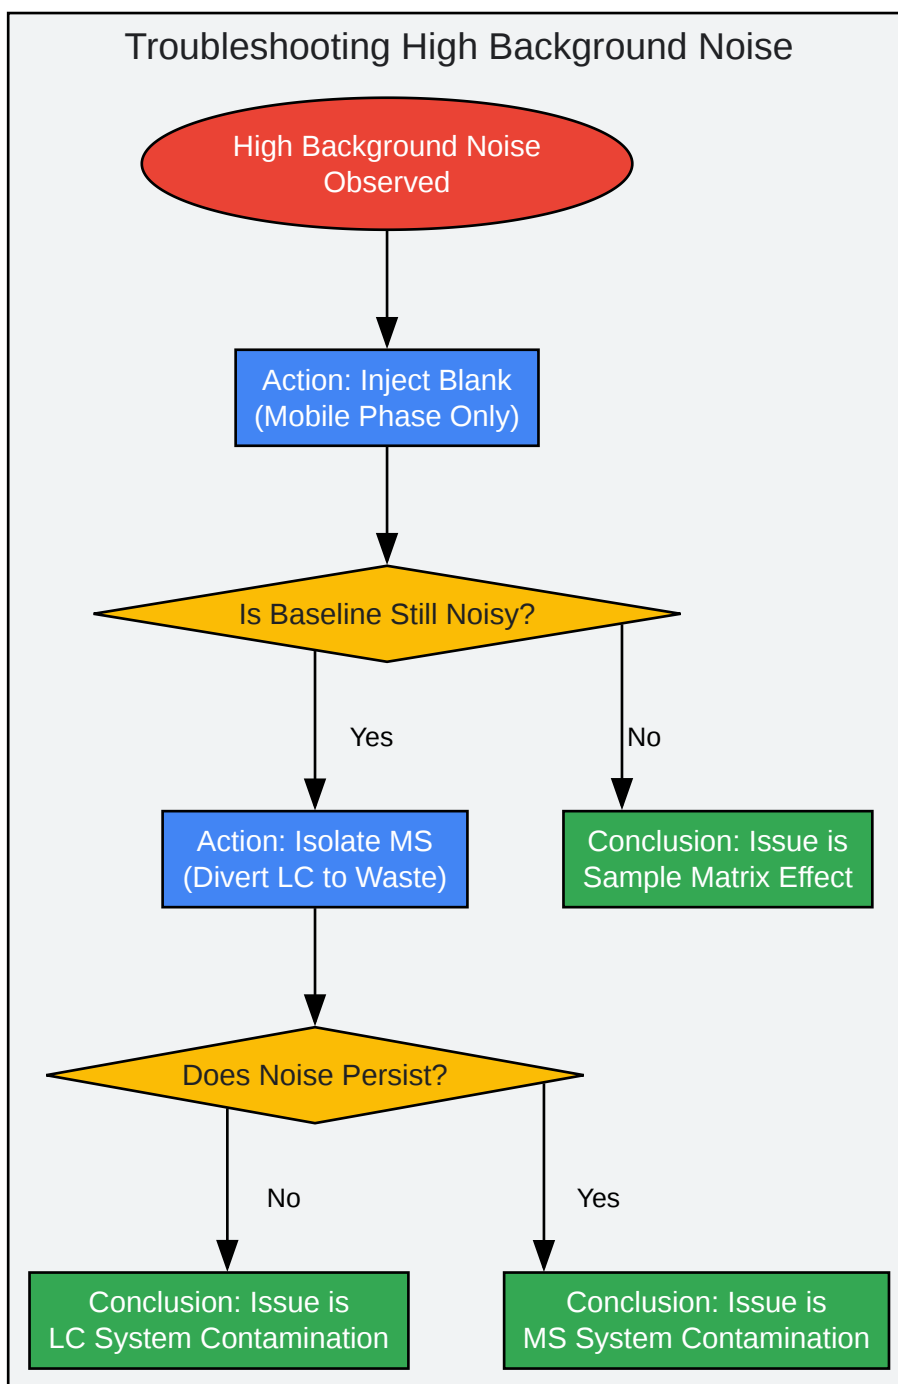 Troubleshooting High Background Noise
High Background Noise
Observed
Action: Inject Blank
(Mobile Phase Only)
Is Baseline Still Noisy?
Yes
No
Action: Isolate MS
(Divert LC to Waste)
Conclusion: Issue is
Sample Matrix Effect
Does Noise Persist?
No
Yes
Conclusion: Issue is
LC System Contamination
Conclusion: Issue is
MS System Contamination